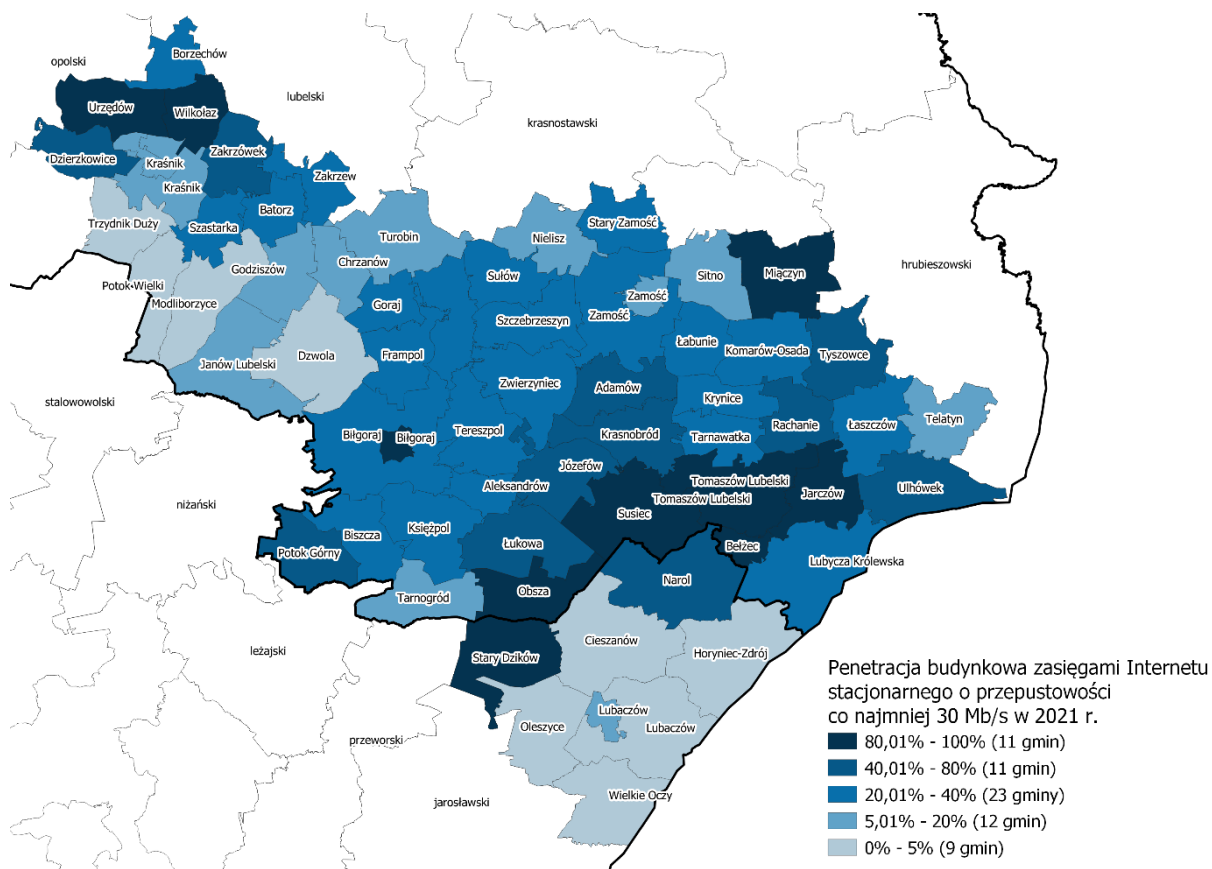 Borzechów
opolski
lubelski
Urzędów
Wilkołaz
krasnostawski
Zakrzówek
Dzierzkowice
Kraśnik
Zakrzew
Kraśnik
Batorz
Trzydnik Duży
Szastarka
Stary Zamość
Turobin
Nielisz
Chrzanów
Godziszów
hrubieszowski
Sułów
Sitno
Miączyn
Potok Wielki
Zamość
Modliborzyce
Goraj
Zamość
Szczebrzeszyn
Łabunie
Komarów-Osada
Tyszowce
Frampol
Dzwola
Janów Lubelski
Zwierzyniec
Adamów
stalowowolski
Krynice
Telatyn
Rachanie
Łaszczów
Tereszpol
Biłgoraj
Biłgoraj
Krasnobród
Tarnawatka
Józefów
Tomaszów Lubelski
Aleksandrów
Ulhówek
Jarczów
Tomaszów Lubelski
niżański
Susiec
Księżpol
Biszcza
Łukowa
Bełżec
Potok Górny
Lubycza Królewska
Narol
Obsza
Tarnogród
Cieszanów
leżajski
Stary Dzików
Horyniec-Zdrój
Penetracja budynkowa zasięgami Internetu
stacjonarnego o przepustowości
co najmniej 30 Mb/s w 2021 r.
80,01% - 100% (11 gmin)
40,01% - 80% (11 gmin)
20,01% - 40% (23 gminy)
5,01% - 20% (12 gmin)
0% - 5% (9 gmin)
Lubaczów
Oleszyce
Lubaczów
przeworski
Wielkie Oczy
jarosławski